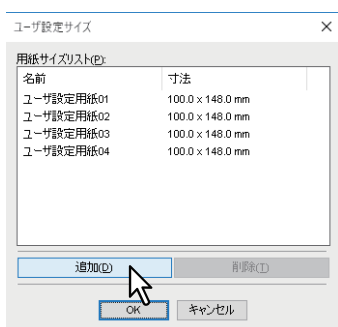 ユーザ設定サイズ
用紙サイズリスト(P):
名前 寸法
ユーザ設定用紙01 100.0 x 148.0 mm
ユーザ設定用紙02 100.0 x 148.0 mm
ユーザ設定用紙03 100.0 x 148.0 mm
ユーザ設定用紙04 100.0 x 148.0 mm
追加(D) 削除(T)
OK キャンセル